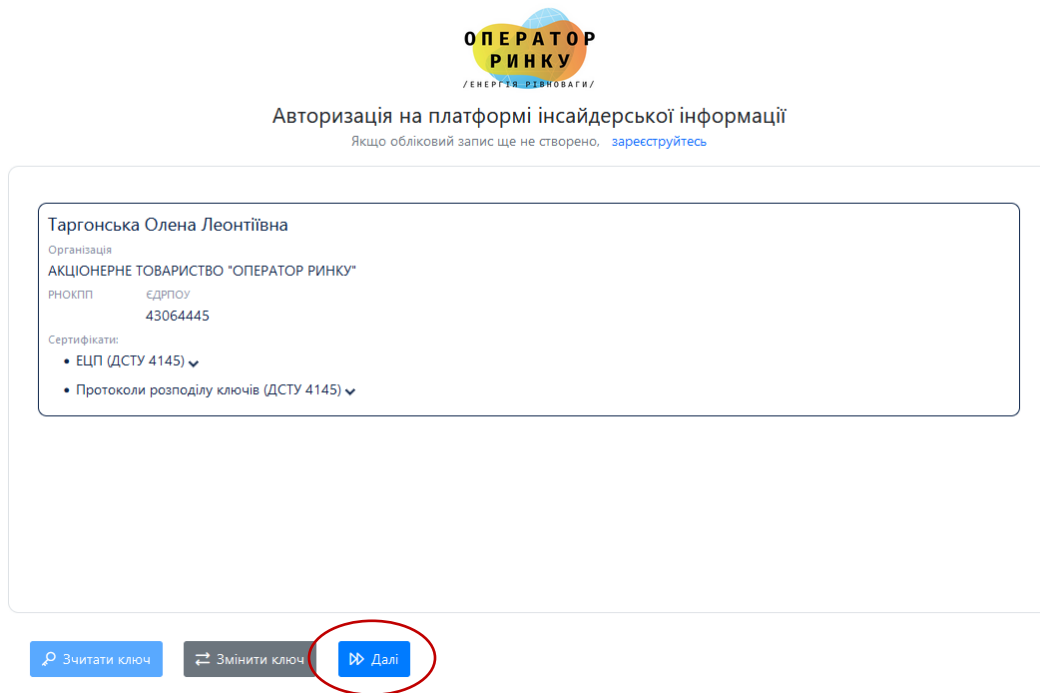 ОПЕРАТОР
РИНКУ
/ЕНЕРГІЯ РІВНОВАГИ/
Авторизація на платформі інсайдерської інформації
Якщо обліковий запис ще не створено, зареєструйтесь
Таргонська Олена Леонтіївна
Організація
АКЦІОНЕРНЕ ТОВАРИСТВО "ОПЕРАТОР РИНКУ"
РНОКПП ЄДРПОУ
43064445
Сертифікати:
• ЕЦП (ДСТУ 4145)
• Протоколи розподілу ключів (ДСТУ 4145)
Зчитати ключ Змінити ключ Далі